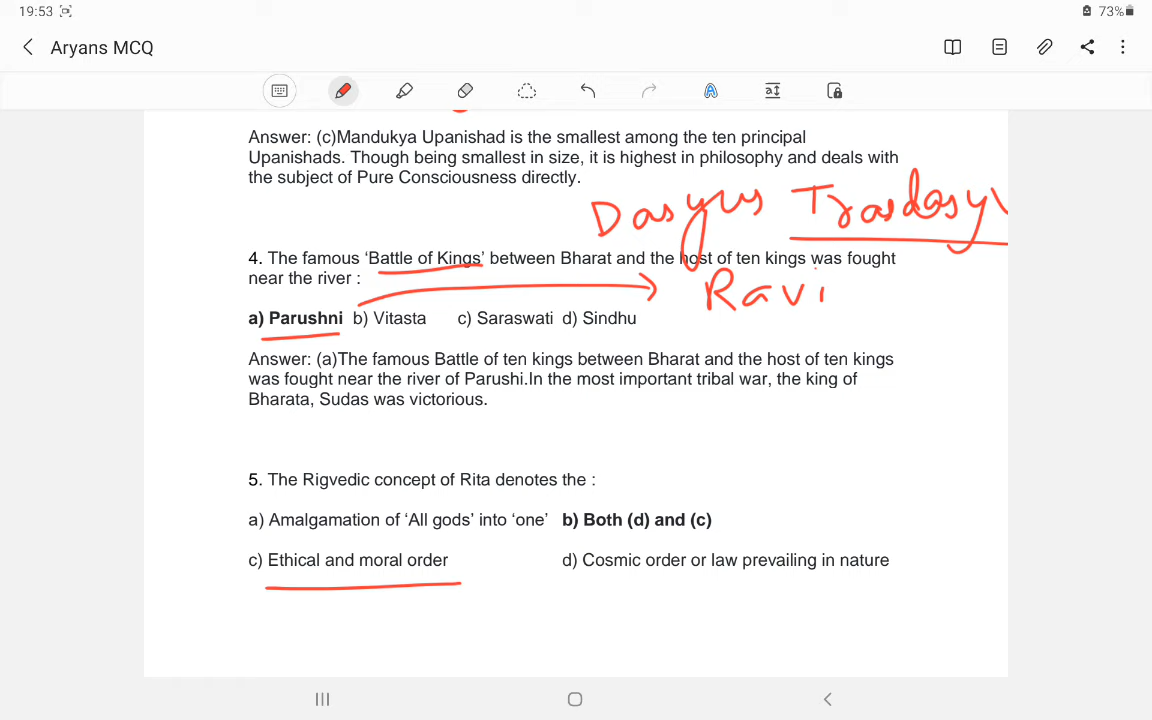 19:53 73%
Aryans MCQ
Answer: (c)Mandukya Upanishad is the smallest among the ten principal
Upanishads. Though being smallest in size, it is highest in philosophy and deals with
the subject of Pure Consciousness directly.
Dasyus Trasdasyu
4. The famous ‘Battle of Kings’ between Bharat and the host of ten kings was fought
near the river :
Ravi
a) Parushni b) Vitasta c) Saraswati d) Sindhu
Answer: (a)The famous Battle of ten kings between Bharat and the host of ten kings
was fought near the river of Parushi.In the most important tribal war, the king of
Bharata, Sudas was victorious.
5. The Rigvedic concept of Rita denotes the :
a) Amalgamation of ‘All gods’ into ‘one’ b) Both (d) and (c)
c) Ethical and moral order d) Cosmic order or law prevailing in nature